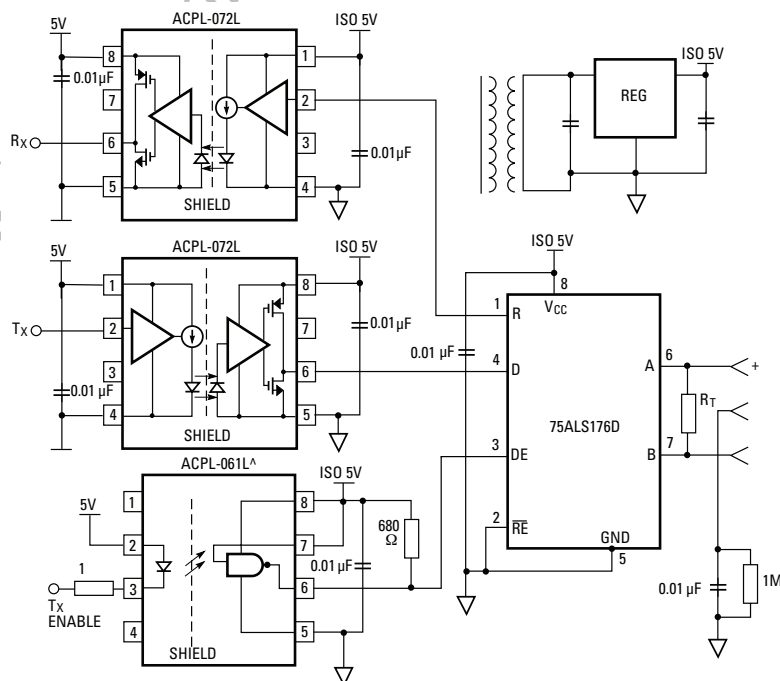 ACPL-072L
5V
ISO 5V
8
1
0.01µF
7
2
RX
6
3
0.01µF
5
4
SHIELD
ISO 5V
REG
ACPL-072L
5V
ISO 5V
1
8
TX
2
7
0.01µF
3
6
0.01 µF
4
5
SHIELD
ISO 5V
8
VCC
1
R
0.01 µF
4
D
A
6
+
RT
75ALS176D
3
DE
B
7
2
RE
GND
5
0.01 µF
1M
ACPL-061L^
ISO 5V
1
8
5V
680
Ω
2
7
0.01 µF
1
3
6
TX
ENABLE
4
5
SHIELD